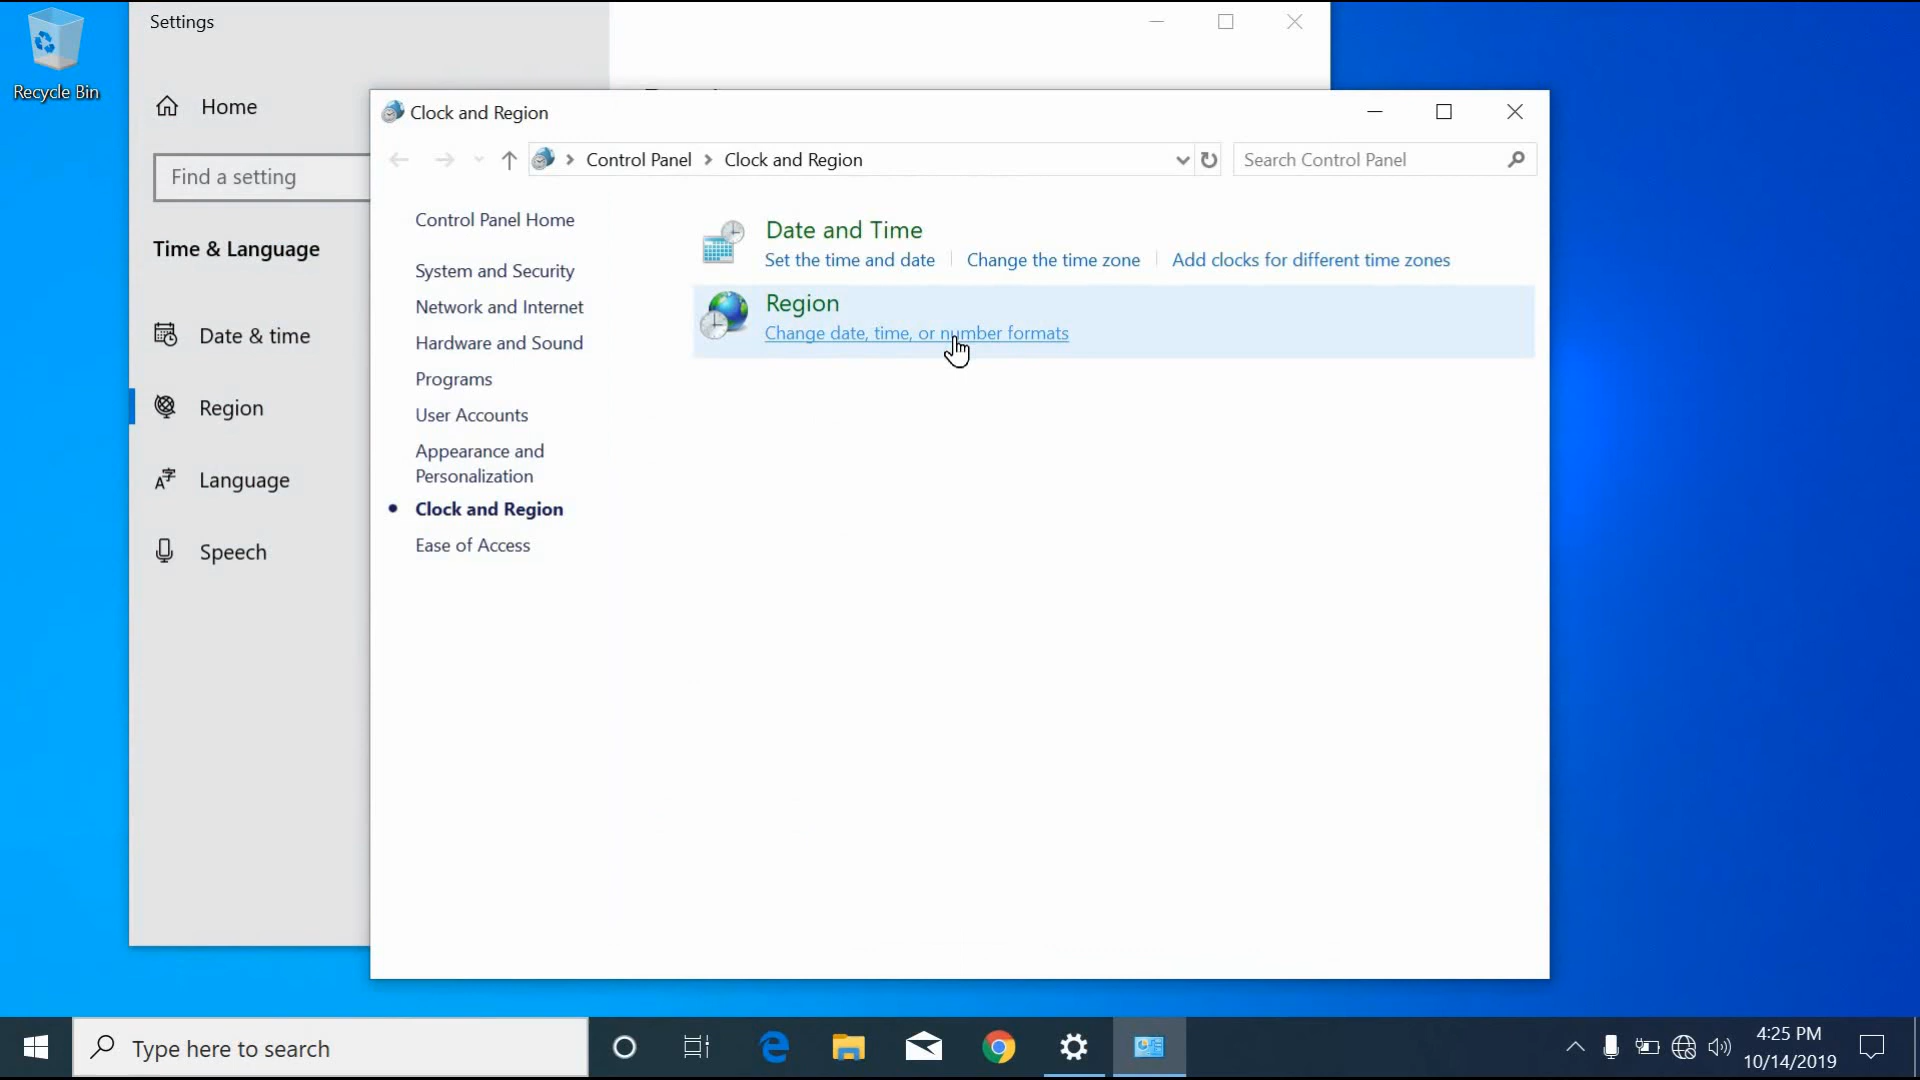 Settings
Recycle Bin
Home
Find a setting
Time & Language
Date & time
Region
Language
Speech
Clock and Region
Control Panel > Clock and Region
Search Control Panel
Control Panel Home
System and Security
Network and Internet
Hardware and Sound
Programs
User Accounts
Appearance and
Personalization
Clock and Region
Ease of Access
Date and Time
Set the time and date
Change the time zone
Add clocks for different time zones
Region
Change date, time, or number formats
Type here to search
4:25 PM
10/14/2019